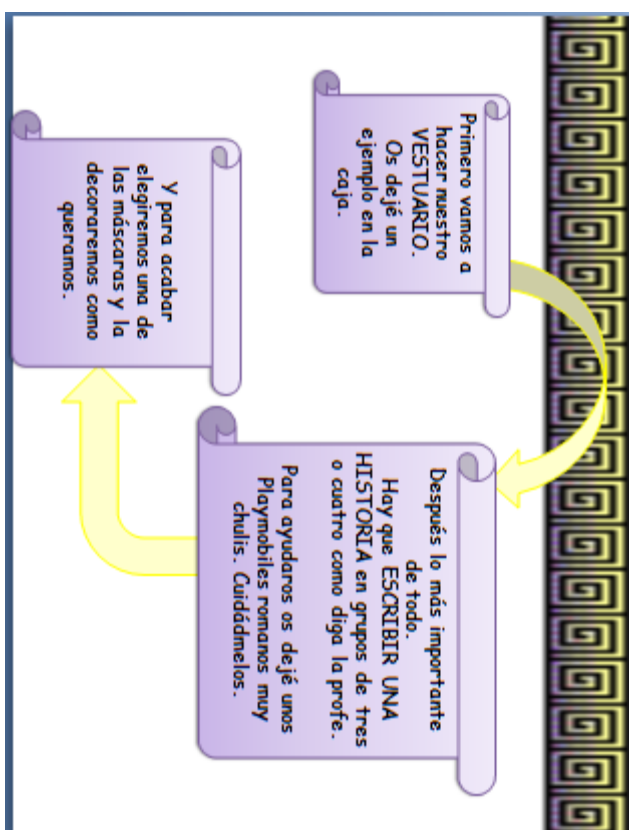 Primero vamos a
hacer nuestro
VESTUARIO.
Os dejé un
ejemplo en la
caja.
Después lo más importante
de todo.
Hay que ESCRIBIR UNA
HISTORIA en grupos de tres
o cuatro como diga la profe.
Para ayudaros os dejé unos
Playmobiles romanos muy
chulis. Cuidádmelos.
Y para acabar
elegiremos una de
las máscaras y la
decoraremos como
queramos.